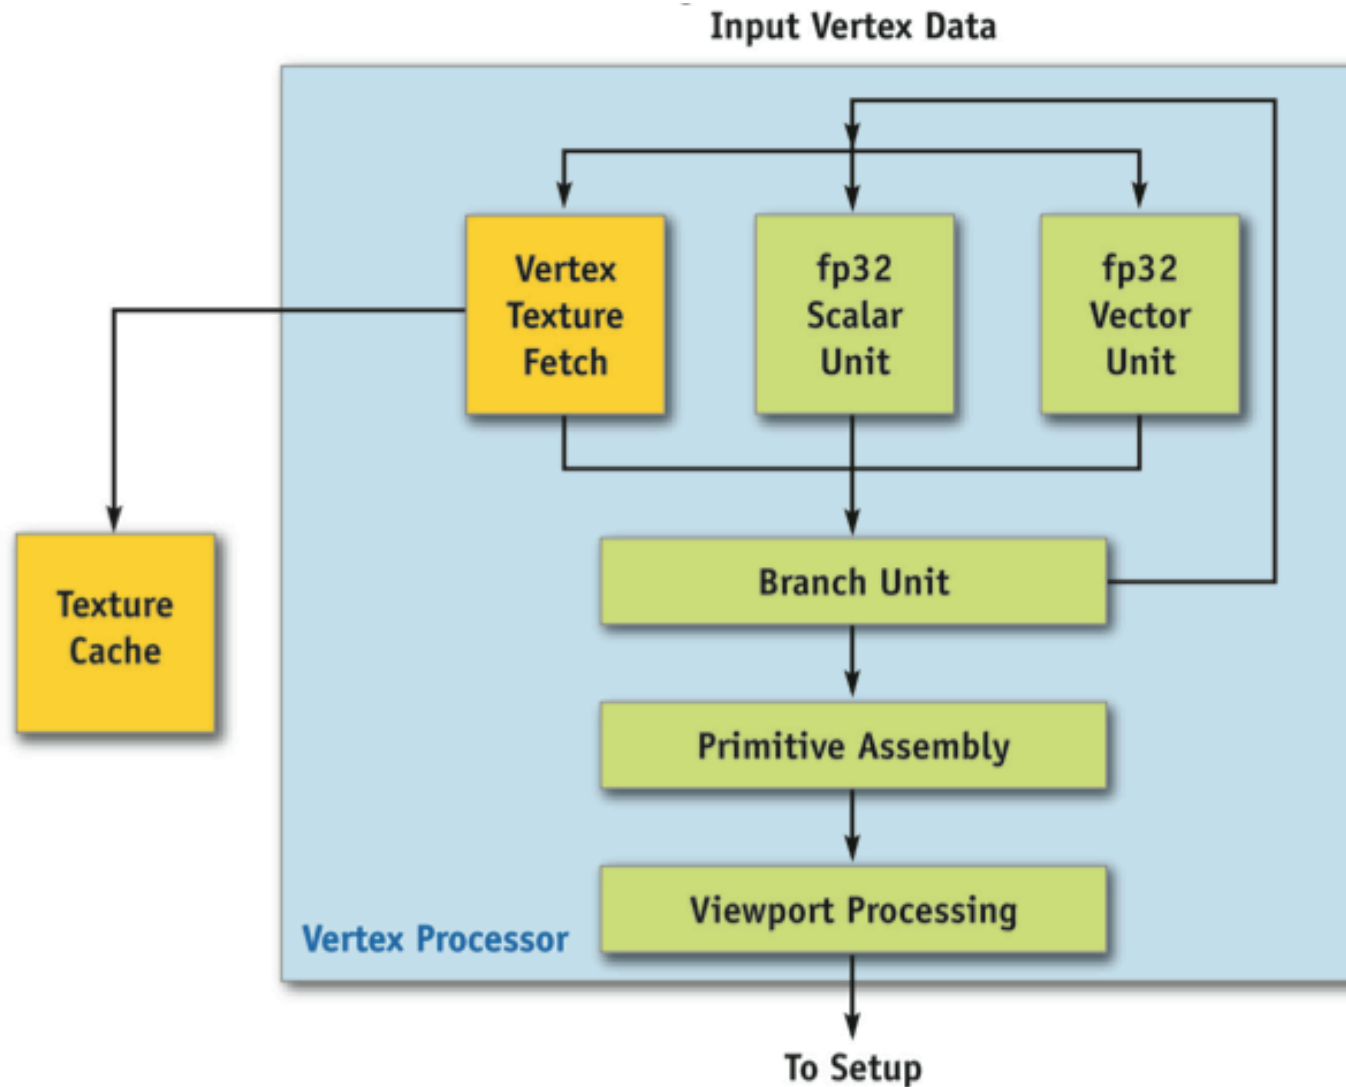 Input Vertex Data
Vertex
Texture
Fetch
fp32
Scalar
Unit
fp32
Vector
Unit
Texture
Cache
Branch Unit
Primitive Assembly
Viewport Processing
Vertex Processor
To Setup